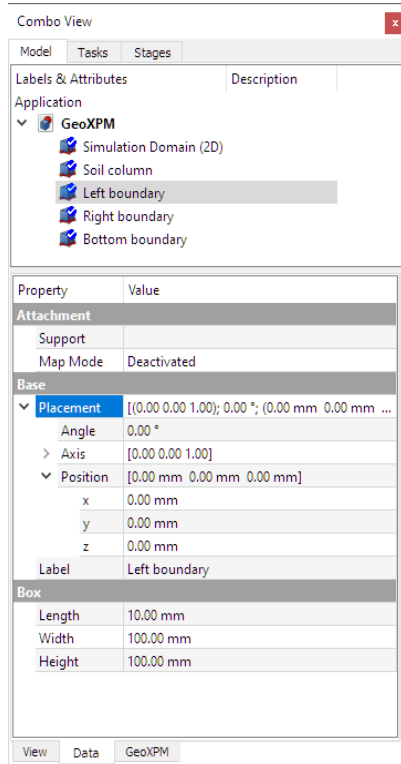 Combo View
x
Model Tasks Stages
Labels & Attributes Description
Application
GeoXPM
Simulation Domain (2D)
Soil column
Left boundary
Right boundary
Bottom boundary
Property Value
Attachment
Support
Map Mode Deactivated
Base
Placement [(0.00 0.00 1.00); 0.00 °; (0.00 mm 0.00 mm ...
Angle 0.00 °
Axis [0.00 0.00 1.00]
Position [0.00 mm 0.00 mm 0.00 mm]
x 0.00 mm
y 0.00 mm
z 0.00 mm
Label Left boundary
Box
Length 10.00 mm
Width 100.00 mm
Height 100.00 mm
View Data GeoXPM